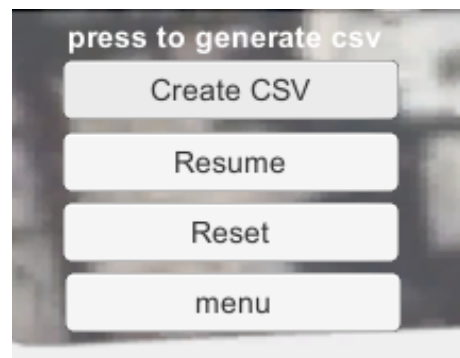 press to generate csv
Create CSV
Resume
Reset
menu